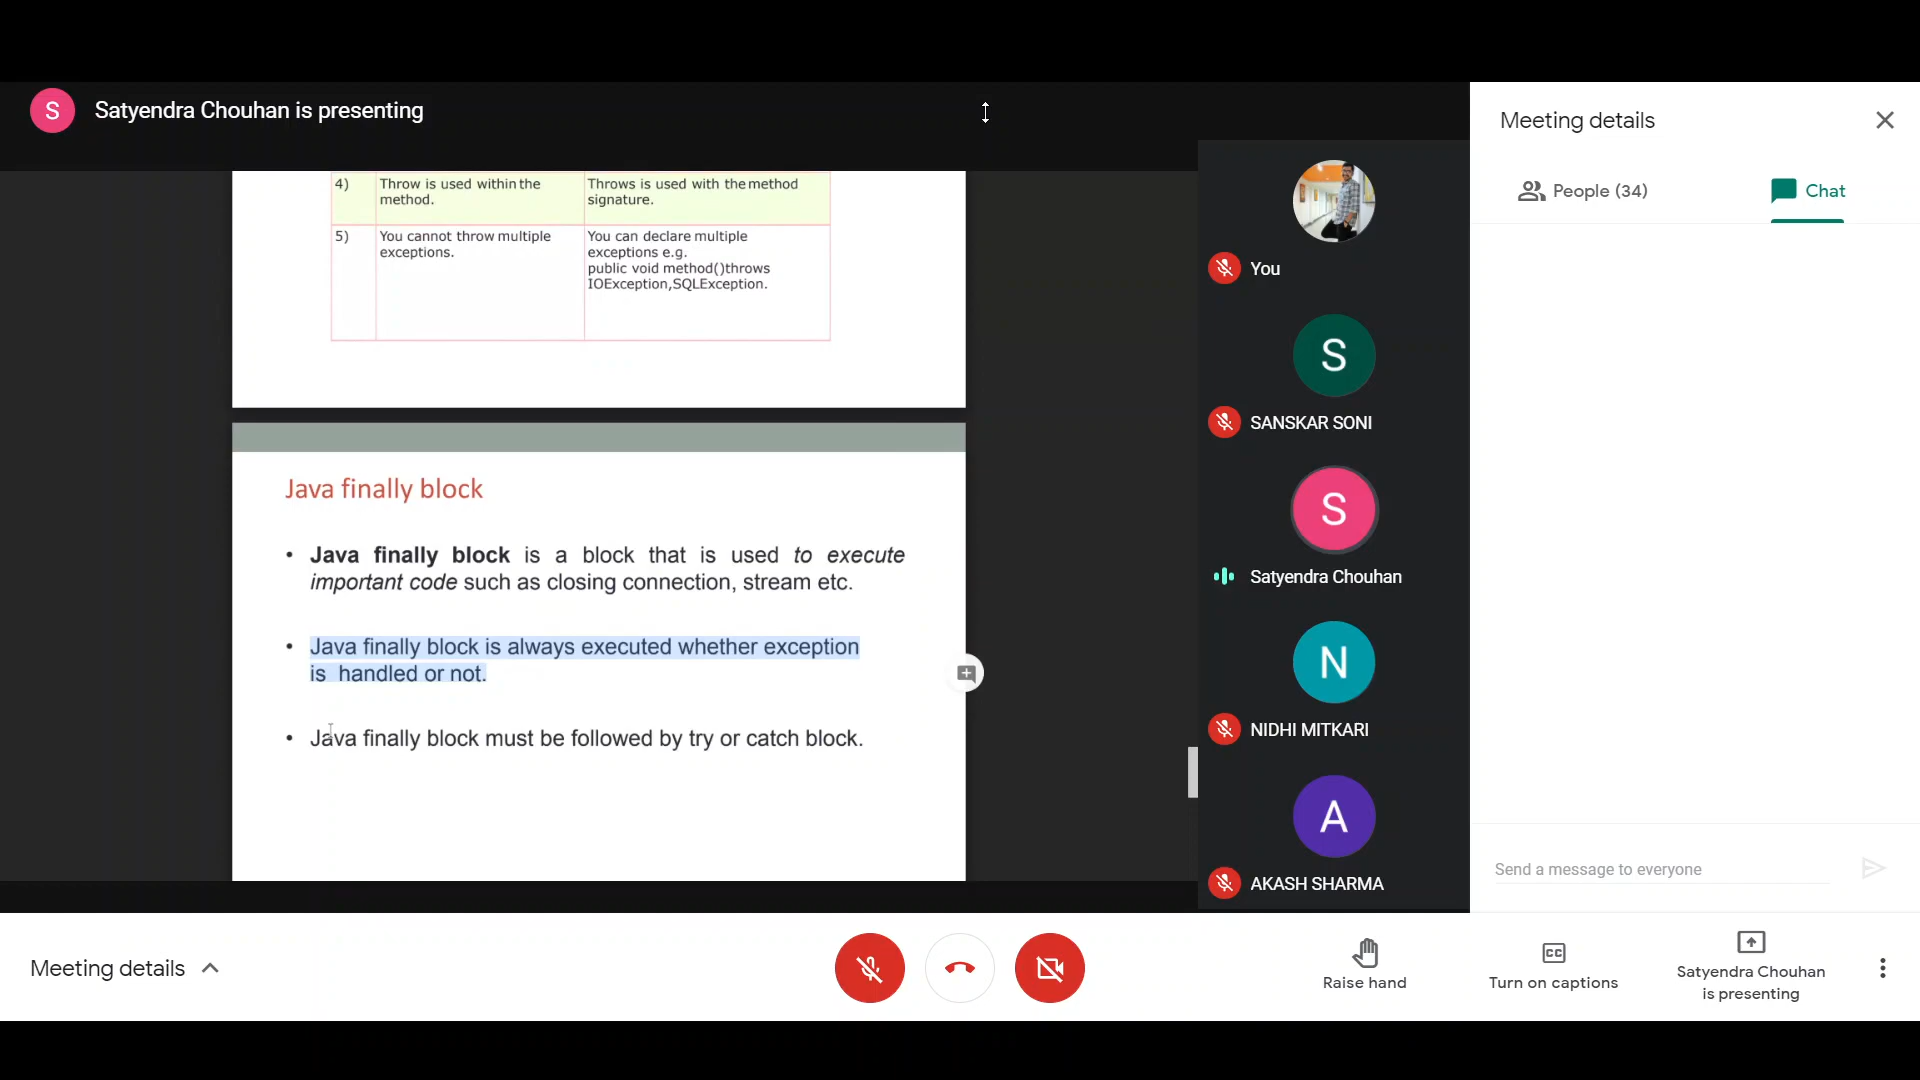 S
Satyendra Chouhan is presenting
4)
Throw is used within the
method.
Throws is used with the method
signature.
5)
You cannot throw multiple
exceptions.
You can declare multiple
exceptions e.g.
public void method()throws
IOException,SQLException.
Java finally block
• Java finally block is a block that is used to execute
important code such as closing connection, stream etc.
• Java finally block is always executed whether exception
is handled or not.
• Java finally block must be followed by try or catch block.
You
S
SANSKAR SONI
S
Satyendra Chouhan
N
NIDHI MITKARI
A
AKASH SHARMA
Meeting details
People (34)
Chat
Send a message to everyone
Meeting details
Raise hand
CC
Turn on captions
Satyendra Chouhan
is presenting